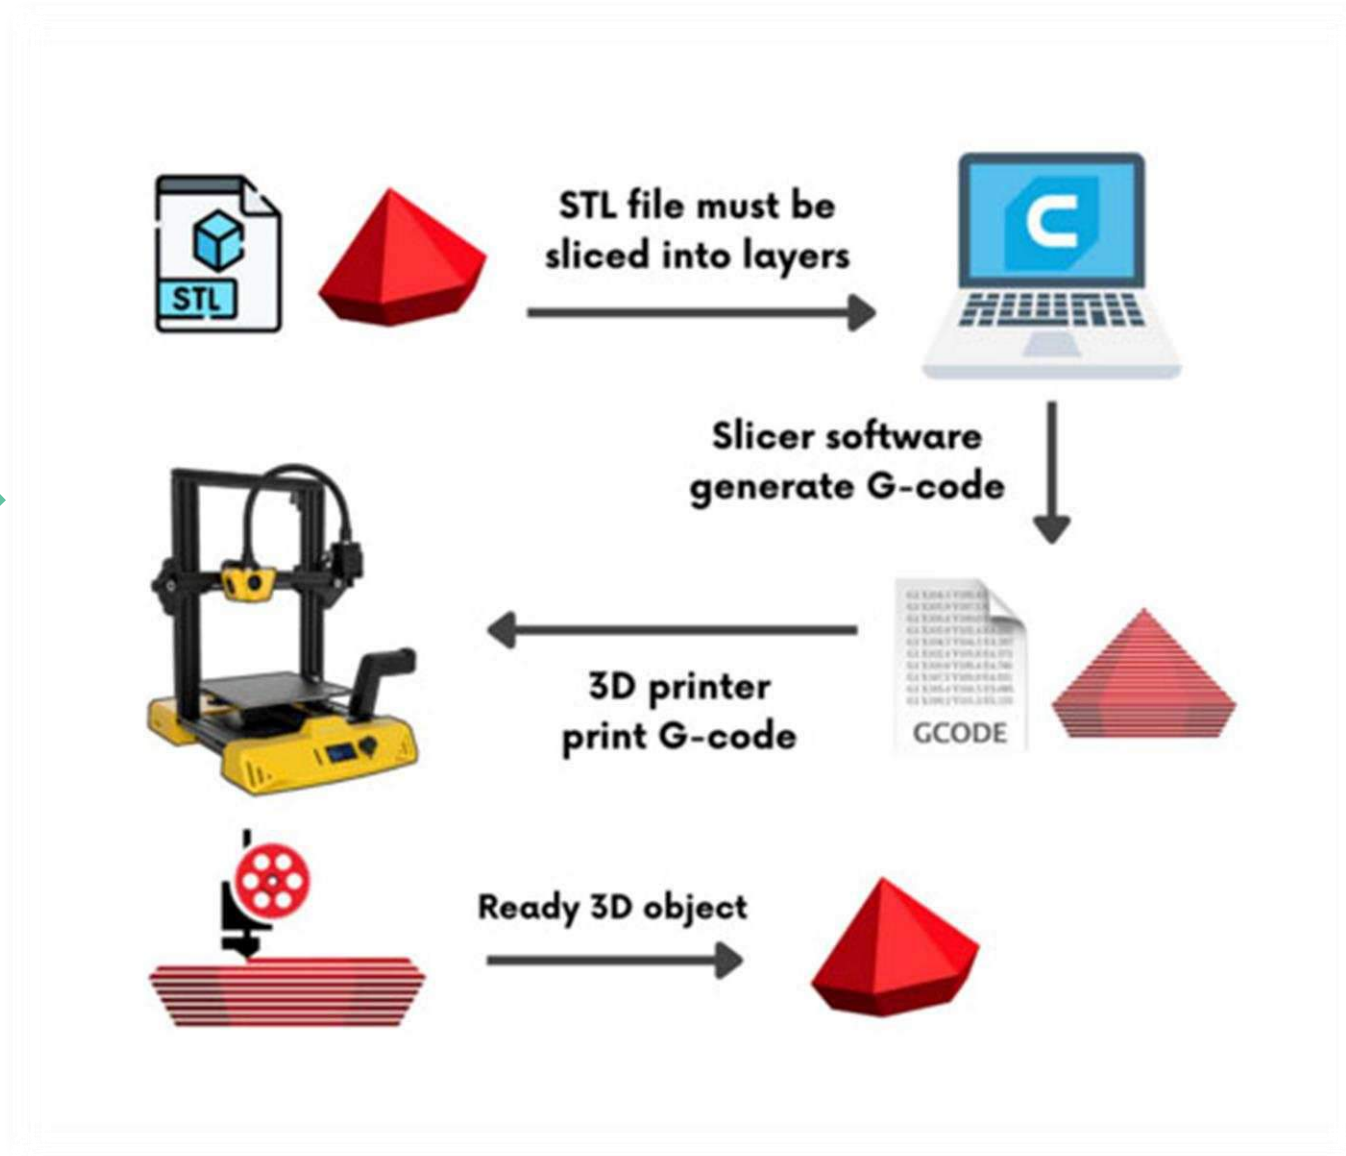 STL
STL file must be
sliced into layers
C
Slicer software
generate G-code
GCODE
3D printer
print G-code
Ready 3D object